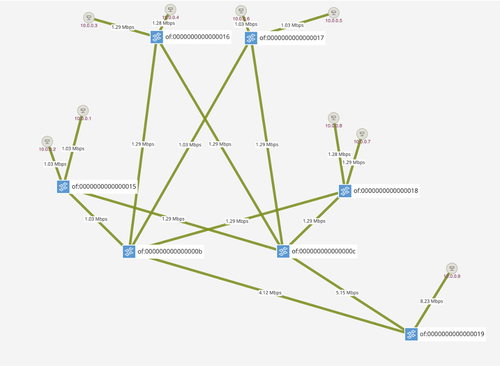 10.0.0.4
10.0.0.6
10.0.0.3
1.29 Mbps
1.28 Mbps
1.03 Mbps
1.03 Mbps
10.0.0.5
of:0000000000000016
of:0000000000000017
10.0.0.1
10.0.0.8
10.0.0.7
10.0.0.2
1.03 Mbps
1.29 Mbps
1.03 Mbps
1.29 Mbps
1.29 Mbps
1.28 Mbps
1.03 Mbps
1.29 Mbps
of:0000000000000015
of:0000000000000018
1.03 Mbps
1.29 Mbps
1.29 Mbps
1.29 Mbps
of:000000000000000b
of:000000000000000c
10.0.0.9
4.12 Mbps
5.15 Mbps
8.23 Mbps
of:0000000000000019